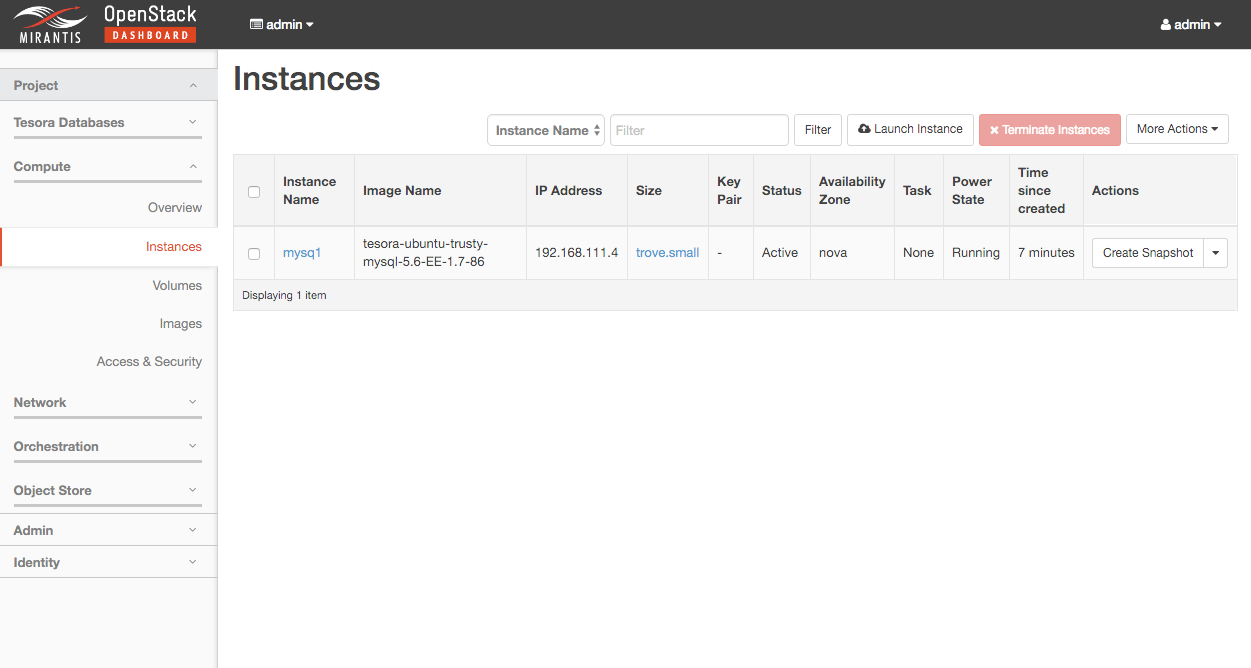 MIRANTIS
OpenStack
DASHBOARD
admin
admin
Project
Tesora Databases
Compute
Overview
Instances
Volumes
Images
Access & Security
Network
Orchestration
Object Store
Admin
Identity
Instances
Instance Name Filter Filter Launch Instance Terminate Instances More Actions
Instance Name Image Name IP Address Size Key Pair Status Availability Zone Task Power State Time since created Actions
mysq1 tesora-ubuntu-trusty-mysql-5.6-EE-1.7-86 192.168.111.4 trove.small - Active nova None Running 7 minutes Create Snapshot
Displaying 1 item